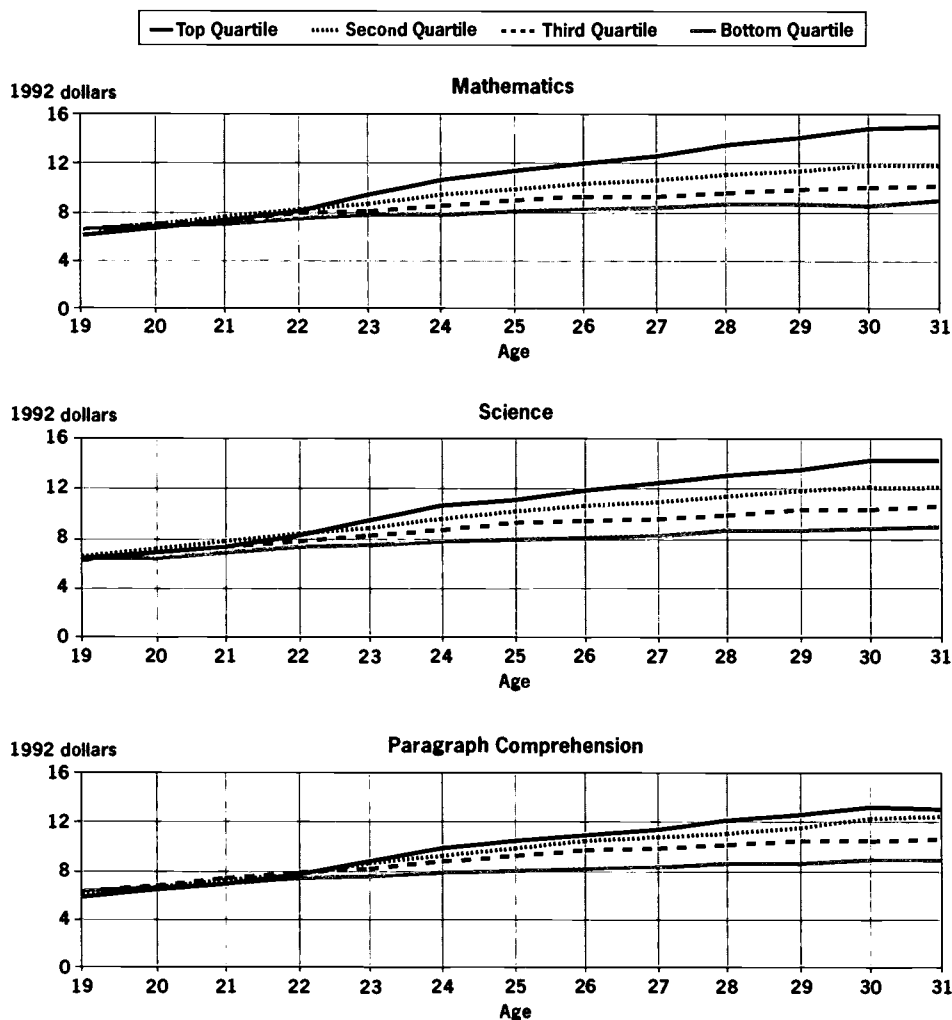 Top Quartile Second Quartile Third Quartile Bottom Quartile
Mathematics
1992 dollars
16
12
8
4
0
19 20 21 22 23 24 25 26 27 28 29 30 31
Age
Science
1992 dollars
16
12
8
4
0
19 20 21 22 23 24 25 26 27 28 29 30 31
Age
Paragraph Comprehension
1992 dollars
16
12
8
4
0
19 20 21 22 23 24 25 26 27 28 29 30 31
Age